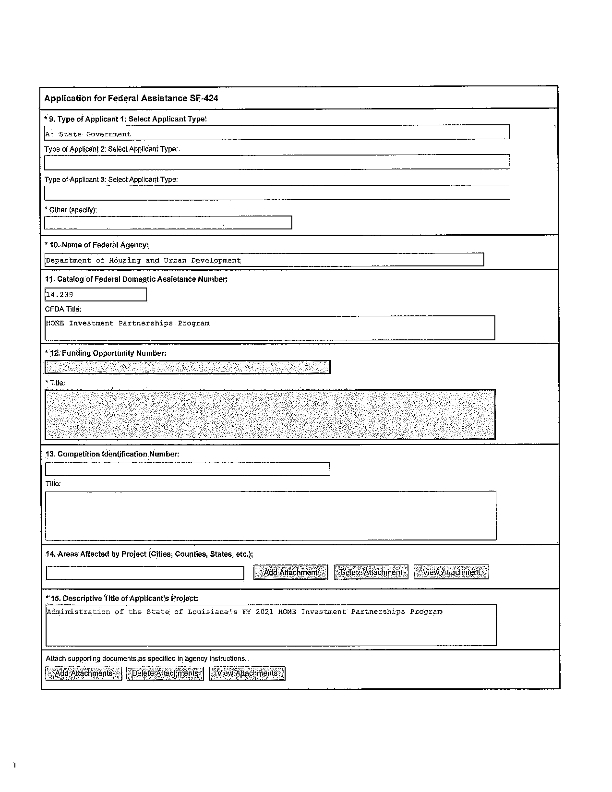 Application for Federal Assistance SF-424
* 9. Type of Applicant 1: Select Applicant Type:
A: State Government
Type of Applicant 2: Select Applicant Type:
Type of Applicant 3: Select Applicant Type:
* Other (specify):
* 10. Name of Federal Agency:
Department of Housing and Urban Development
11. Catalog of Federal Domestic Assistance Number:
14.239
CFDA Title:
HOME Investment Partnerships Program
* 12. Funding Opportunity Number:
* Title:
13. Competition Identification Number:
Title:
14. Areas Affected by Project (Cities, Counties, States, etc.):
Add Attachment Delete Attachment View Attachment
* 15. Descriptive Title of Applicant's Project:
Administration of the State of Louisiana's FY 2021 HOME Investment Partnerships Program
Attach supporting documents as specified in agency instructions.
Add Attachments Delete Attachments View Attachments